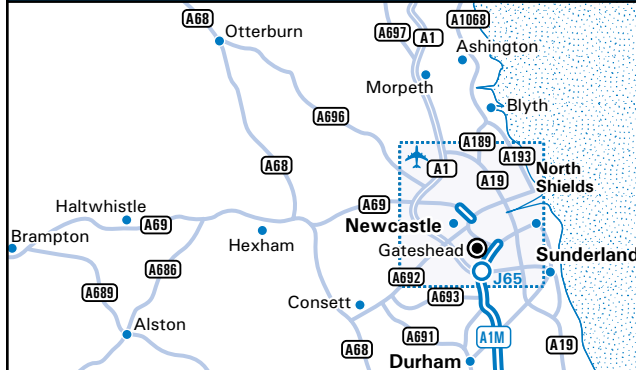 A68
Otterburn
A697
A1
A1068
Ashington
Morpeth
Blyth
A696
A189
A193
A68
A1
North
Shields
A19
Haltwhistle
A69
A69
Newcastle
Brampton
Hexham
Gateshead
Sunderland
A686
A692
J65
A689
Consett
A693
Alston
A691
A1M
A68
A19
Durham